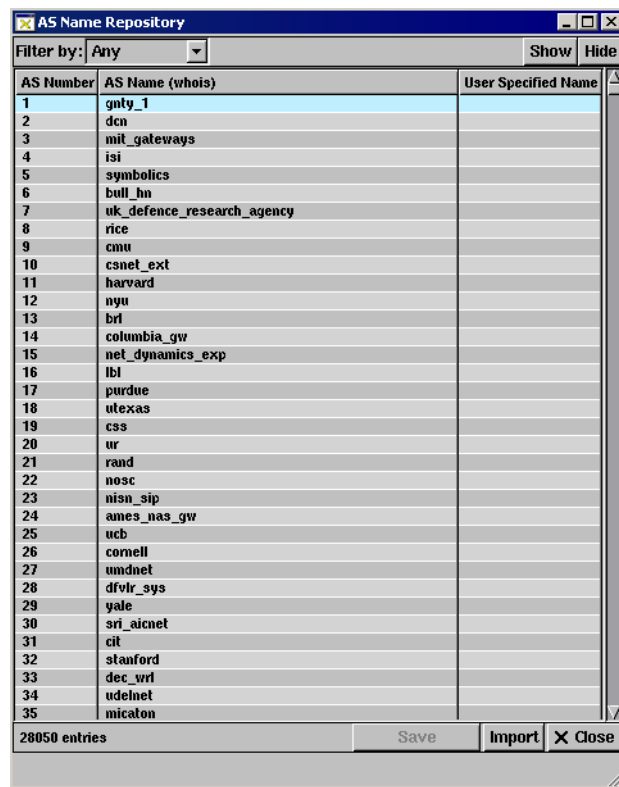 AS Name Repository
Filter by: Any Show Hide
AS Number AS Name (whois) User Specified Name
1 gnty_1
2 dcn
3 mit_gateways
4 isi
5 symbolics
6 bull_hn
7 uk_defence_research_agency
8 rice
9 cmu
10 csnet_ext
11 harvard
12 nyu
13 brl
14 columbia_gw
15 net_dynamics_exp
16 lbl
17 purdue
18 utexas
19 css
20 ur
21 rand
22 nosc
23 nisn_sip
24 ames_nas_gw
25 ucb
26 cornell
27 umdnet
28 dfvlr_sys
29 yale
30 sri_aicnet
31 cit
32 stanford
33 dec_wrl
34 udelnet
35 micaton
28050 entries Save Import Close